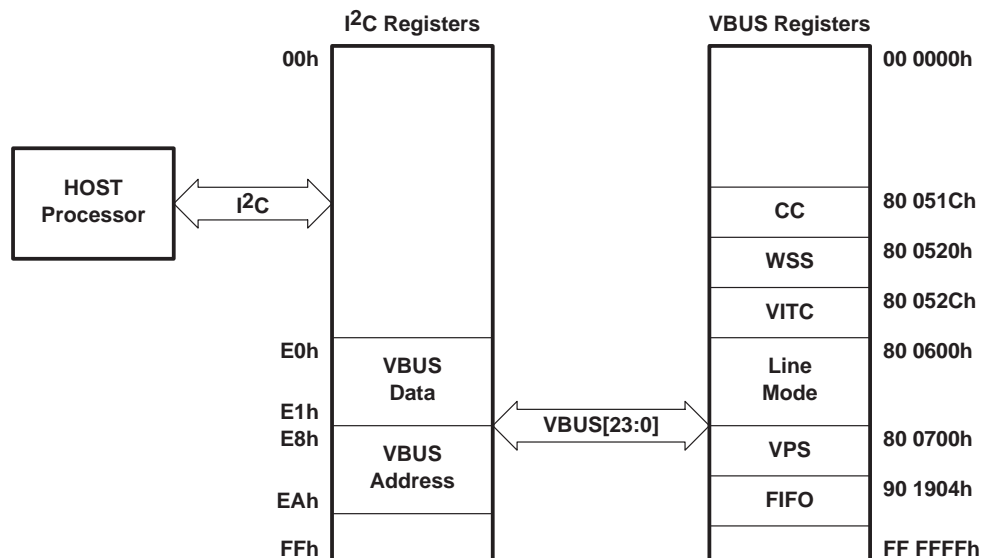 I2C Registers
VBUS Registers
00h
00 0000h
HOST
Processor
I2C
CC
80 051Ch
WSS
80 0520h
VITC
80 052Ch
E0h
VBUS
Data
Line
Mode
80 0600h
E1h
VBUS[23:0]
E8h
VBUS
Address
VPS
80 0700h
EAh
FIFO
90 1904h
FFh
FF FFFFh